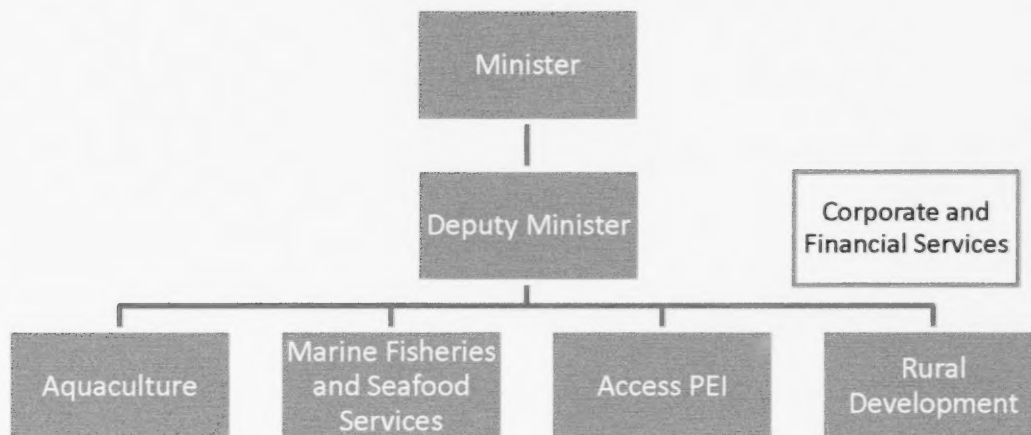 Minister
Deputy Minister
Corporate and
Financial Services
Aquaculture
Marine Fisheries
and Seafood
Services
Access PEI
Rural
Development